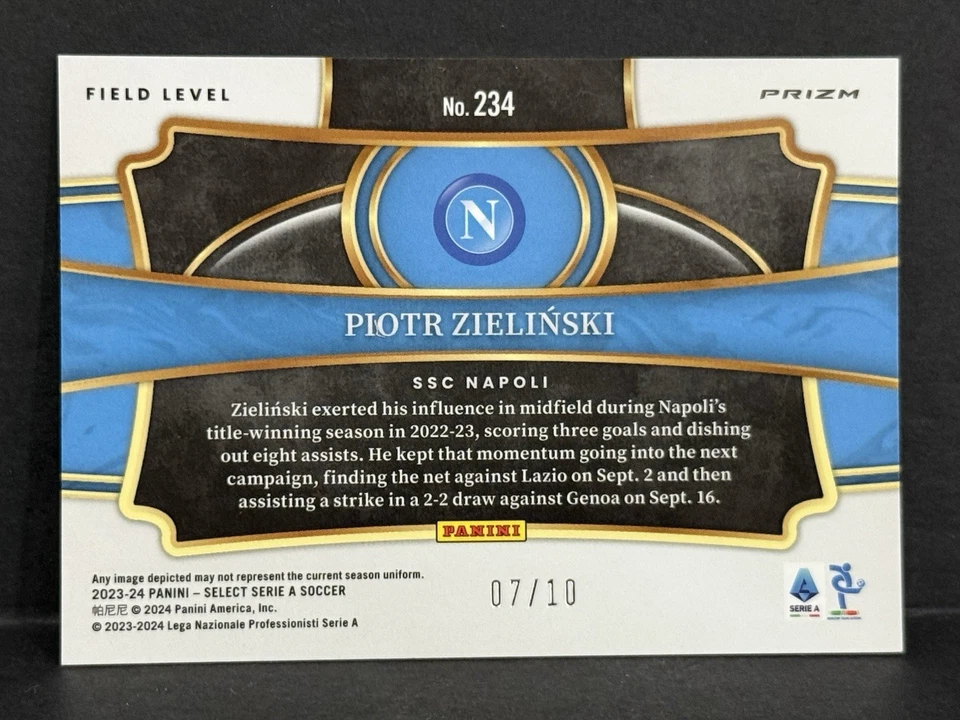 FIELD LEVEL
No. 234
PRIZM
N
PIOTR ZIELIŃSKI
SSC NAPOLI
Zieliński exerted his influence in midfield during Napoli's
title-winning season in 2022-23, scoring three goals and dishing
out eight assists. He kept that momentum going into the next
campaign, finding the net against Lazio on Sept. 2 and then
assisting a strike in a 2-2 draw against Genoa on Sept. 16.
PANINI
Any image depicted may not represent the current season uniform.
2023-24 PANINI – SELECT SERIE A SOCCER
帕尼尼 © 2024 Panini America, Inc.
© 2023-2024 Lega Nazionale Professionisti Serie A
07/10
SERIE A